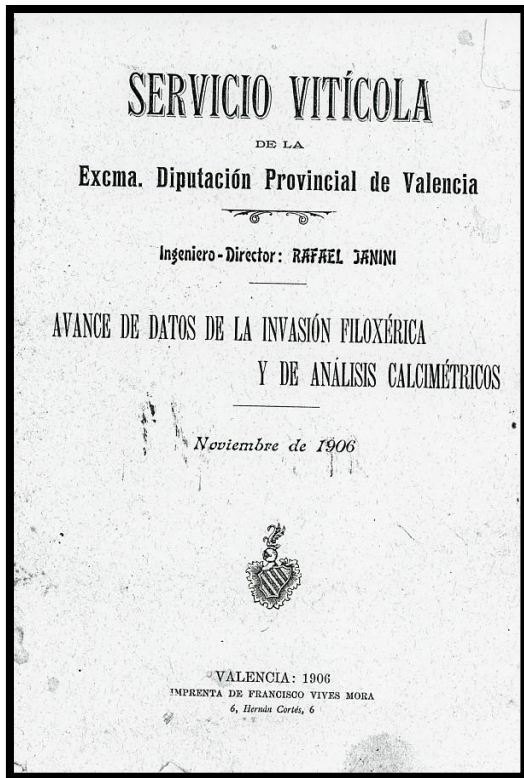 SERVICIO VITÍCOLA
DE LA
Excma. Diputación Provincial de Valencia
Ingeniero-Director: RAFAEL JANINI
AVANCE DE DATOS DE LA INVASIÓN FILOXÉRICA
Y DE ANÁLISIS CALCIMÉTRICOS
Noviembre de 1906
VALENCIA: 1906
IMPRENTA DE FRANCISCO VIVES MORA
6, Hernán Cortés, 6